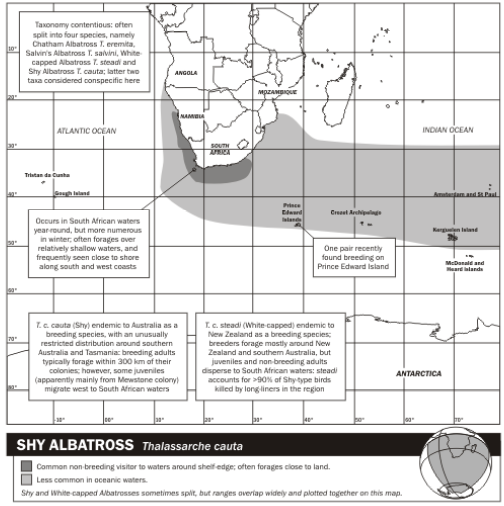 Taxonomy contentious: often
split into four species, namely
Chatham Albatross T. eremita,
Salvin's Albatross T. salvini, White-
capped Albatross T. steadi and
Shy Albatross T. cauta; latter two
taxa considered conspecific here
10°
20°
30°
40°
50°
60°
70°
80°
ANGOLA
MOZAMBIQUE
NAMIBIA
SOUTH
AFRICA
ATLANTIC OCEAN
INDIAN OCEAN
Tristan da Cunha
Gough Island
Amsterdam and St Paul
Prince
Edward
Islands
Crozet Archipelago
Kerguelen Island
McDonald and
Heard Islands
Occurs in South African waters
year-round, but more numerous
in winter; often forages over
relatively shallow waters, and
frequently seen close to shore
along south and west coasts
One pair recently
found breeding on
Prince Edward Island
T. c. cauta (Shy) endemic to Australia as a
breeding species, with an unusually
restricted distribution around southern
Australia and Tasmania: breeding adults
typically forage within 300 km of their
colonies; however, some juveniles
(apparently mainly from Mewstone colony)
migrate west to South African waters
T. c. steadi (White-capped) endemic to
New Zealand as a breeding species;
breeders forage mostly around New
Zealand and southern Australia, but
juveniles and non-breeding adults
disperse to South African waters: steadi
accounts for >90% of Shy-type birds
killed by long-liners in the region
ANTARCTICA
-10° 0° 10° 20° 30° 40° 50° 60° 70°
SHY ALBATROSS Thalassarche cauta
Common non-breeding visitor to waters around shelf-edge; often forages close to land.
Less common in oceanic waters.
Shy and White-capped Albatrosses sometimes split, but ranges overlap widely and plotted together on this map.